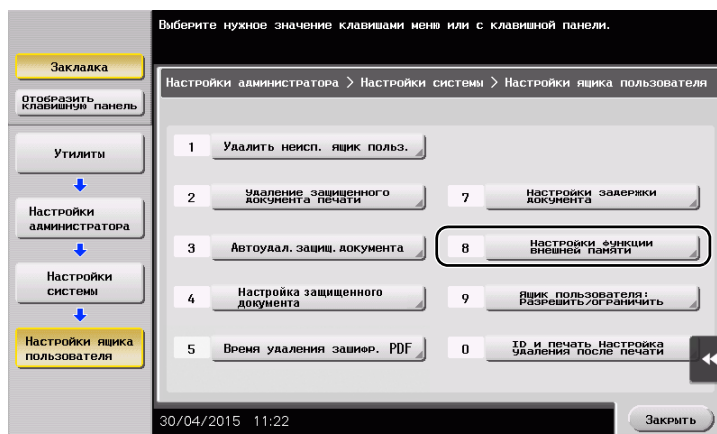 Выберите нужное значение клавишами меню или с клавишной панели.
Закладка
Отобразить
клавишную панель
Настройки администратора > Настройки системы > Настройки ящика пользователя
Утилиты
Настройки
администратора
Настройки
системы
Настройки ящика
пользователя
1 Удалить неисп. ящик польз.
2 Удаление защищенного
документа печати
3 Автоудал. защищ. документа
4 Настройка защищенного
документа
5 Время удаления зашифр. PDF
7 Настройки задержки
документа
8 Настройки функции
внешней памяти
9 Ящик пользователя:
Разрешить/ограничить
0 ID и печать Настройка
удаления после печати
30/04/2015 11:22
Закрыть